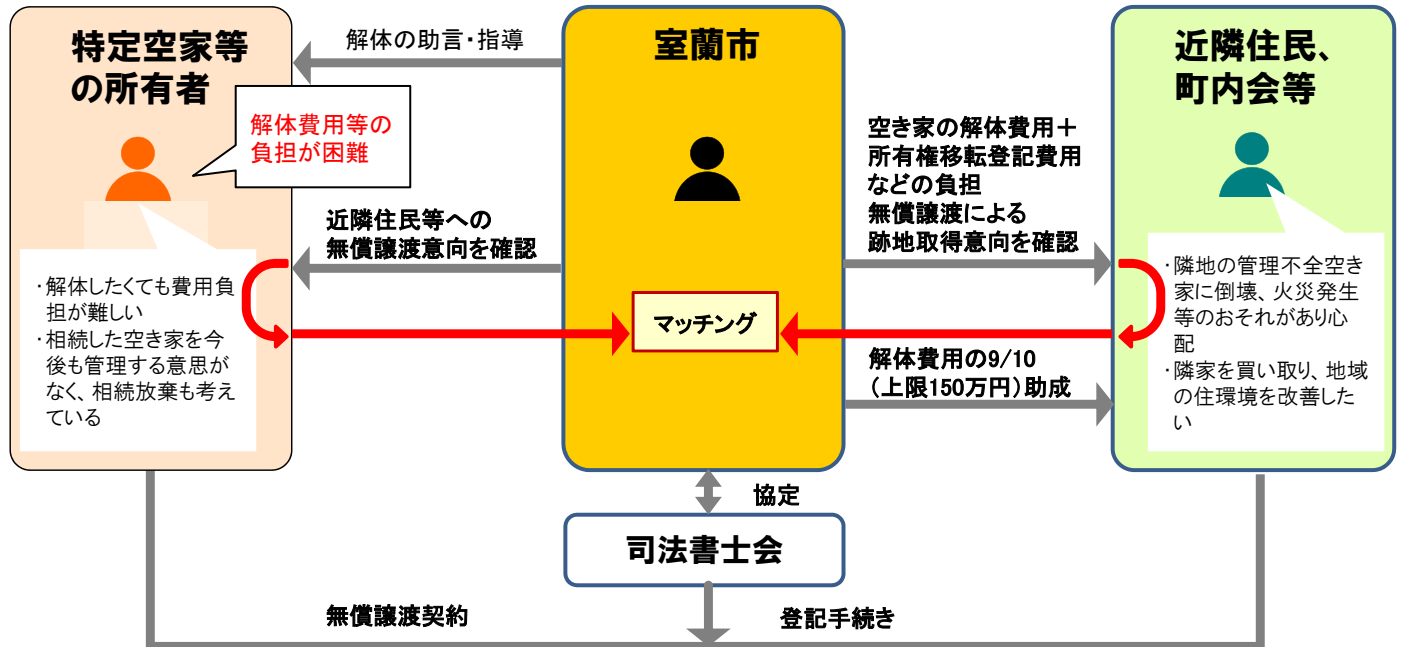 特定空家等
の所有者
解体費用等の
負担が困難
・解体したくても費用負
担が難しい
・相続した空き家を今
後も管理する意思が
なく、相続放棄も考え
ている
解体の助言・指導
近隣住民等への
無償譲渡意向を確認
室蘭市
マッチング
空き家の解体費用＋
所有権移転登記費用
などの負担
無償譲渡による
跡地取得意向を確認
解体費用の9/10
（上限150万円）助成
近隣住民、
町内会等
・隣地の管理不全空き
家に倒壊、火災発生
等のおそれがあり心
配
・隣家を買い取り、地域
の住環境を改善した
い
協定
司法書士会
無償譲渡契約
登記手続き